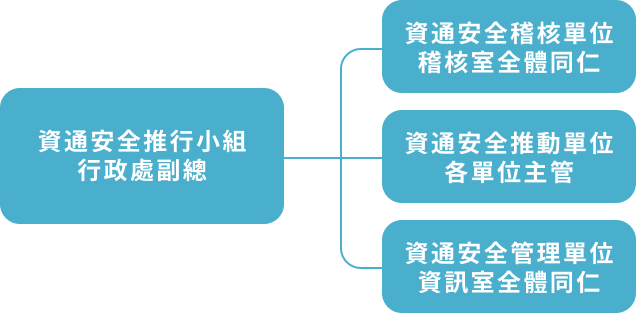 資通安全推行小組
行政處副總
資通安全稽核單位
稽核室全體同仁
資通安全推動單位
各單位主管
資通安全管理單位
資訊室全體同仁